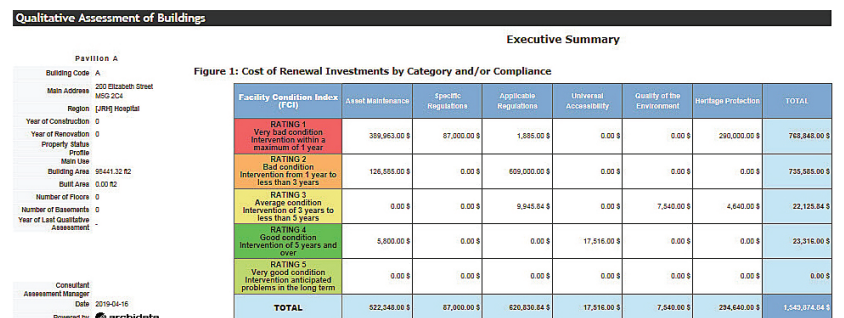 Qualitative Assessment of Buildings
Executive Summary
Pavilion A
Building Code A
Main Address 200 Elizabeth Street
M5G 2C4
Region [JRH] Hospital
Year of Construction 0
Year of Renovation 0
Property Status
Profile
Main Use
Building Area 98441.32 ft2
Built Area 0.00 ft2
Number of Floors 0
Number of Basements 0
Year of Last Qualitative
Assessment -
Consultant
Assessment Manager
Date 2019-04-16
Powered by archidata
Figure 1: Cost of Renewal Investments by Category and/or Compliance
Facility Condition Index
(FCI)
Asset Maintenance
Specific
Regulations
Applicable
Regulations
Universal
Accessibility
Quality of the
Environment
Heritage Protection
TOTAL
RATING 1
Very bad condition
Intervention within a
maximum of 1 year
389,963.00 $ 87,000.00 $ 1,885.00 $ 0.00 $ 0.00 $ 290,000.00 $ 768,848.00 $
RATING 2
Bad condition
Intervention from 1 year to
less than 3 years
126,585.00 $ 0.00 $ 609,000.00 $ 0.00 $ 0.00 $ 0.00 $ 735,585.00 $
RATING 3
Average condition
Intervention of 3 years to
less than 5 years
0.00 $ 0.00 $ 9,945.84 $ 0.00 $ 7,540.00 $ 4,640.00 $ 22,125.84 $
RATING 4
Good condition
Intervention of 5 years and
over
5,800.00 $ 0.00 $ 0.00 $ 17,516.00 $ 0.00 $ 0.00 $ 23,316.00 $
RATING 5
Very good condition
Intervention anticipated
problems in the long term
0.00 $ 0.00 $ 0.00 $ 0.00 $ 0.00 $ 0.00 $ 0.00 $
TOTAL 522,348.00 $ 87,000.00 $ 620,830.84 $ 17,516.00 $ 7,540.00 $ 294,640.00 $ 1,549,874.84 $